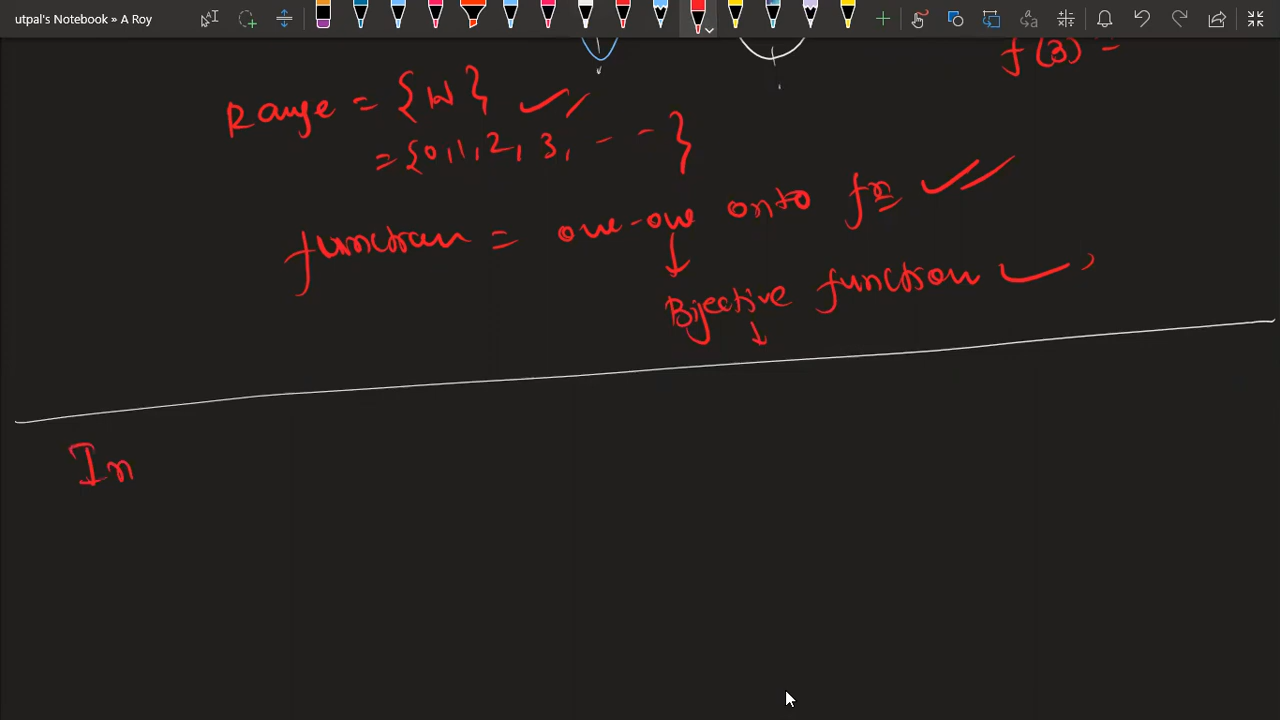 utpal's Notebook » A Roy
f(3) =
Range = {W}
= {0, 1, 2, 3, - - }
function = one-one onto fn
Bijective function
In